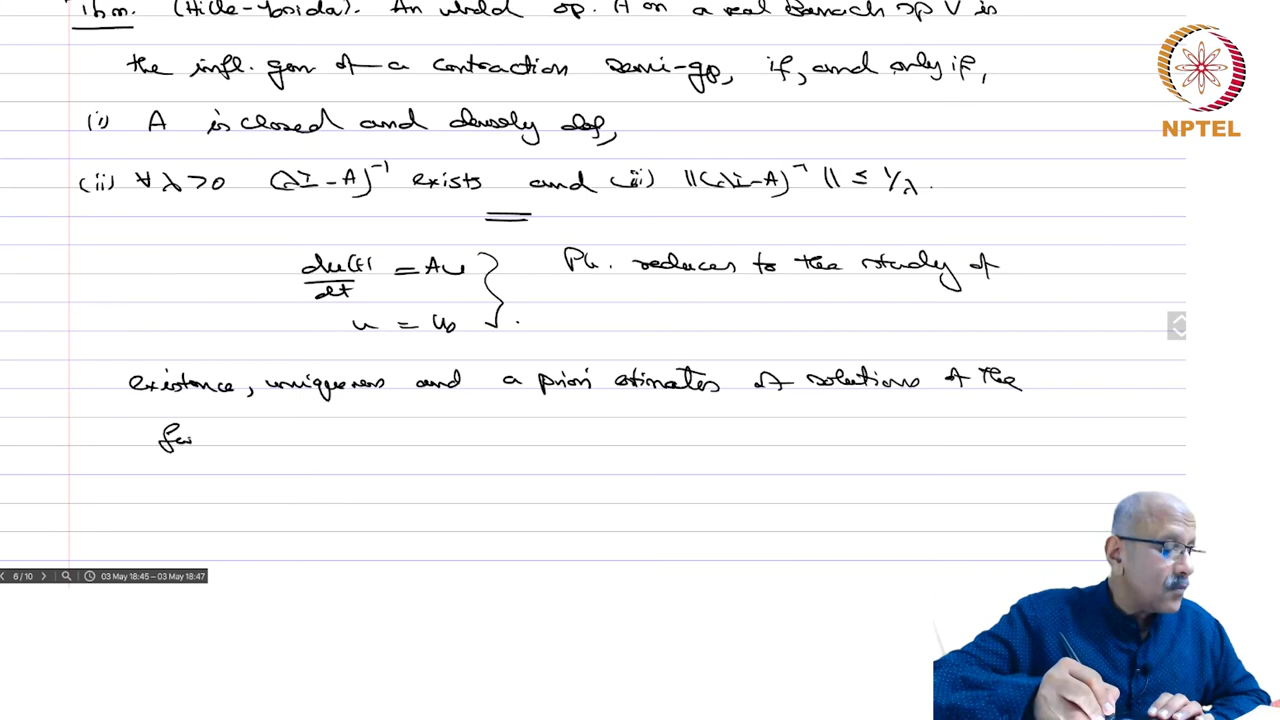 Thm. (Hille-Yosida). An unbdd op. A on a real Banach sp V is
NPTEL
the infl. gen of a contraction semi-gp, if, and only if,
(i) A is closed and densely def,
(ii) ∀ λ>0 (λI-A)⁻¹ exists and (iii) ||(λI-A)⁻¹|| ≤ 1/λ.
du(t)/dt = Au } Pb. reduces to the study of
u = u₀
existence, uniqueness and a priori estimates of solutions of the
6/10 03 May 18:45 – 03 May 18:47